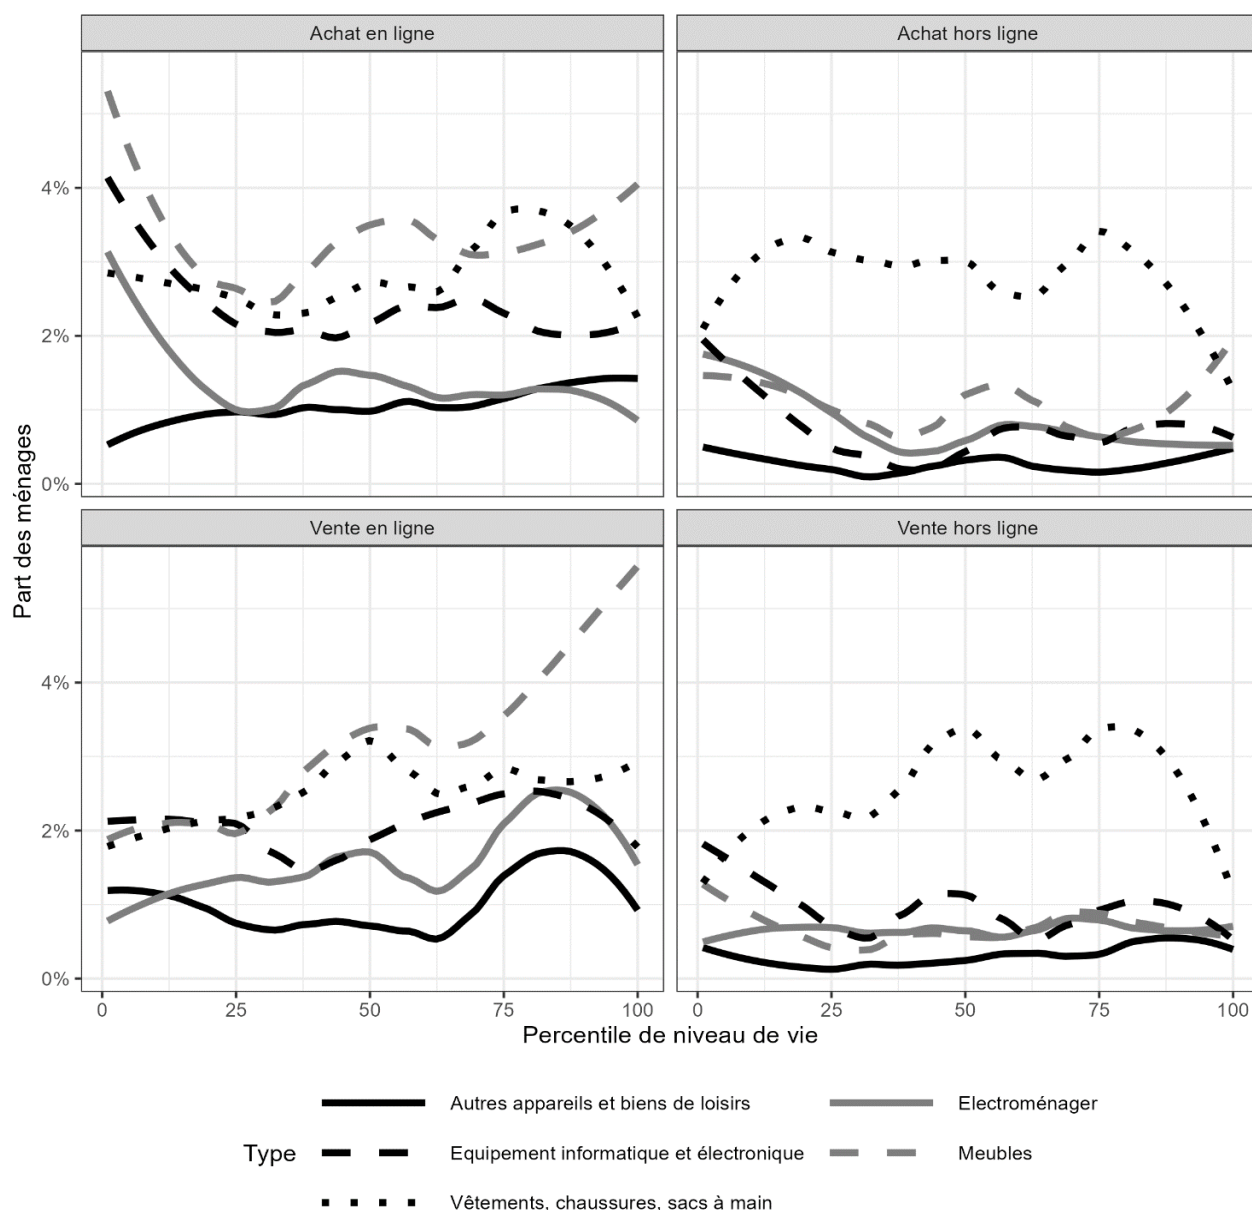 Achat en ligne
Achat hors ligne
4%
2%
0%
Part des ménages
Vente en ligne
Vente hors ligne
4%
2%
0%
0 25 50 75 100
0 25 50 75 100
Percentile de niveau de vie
Type
Autres appareils et biens de loisirs
Electroménager
Equipement informatique et électronique
Meubles
Vêtements, chaussures, sacs à main